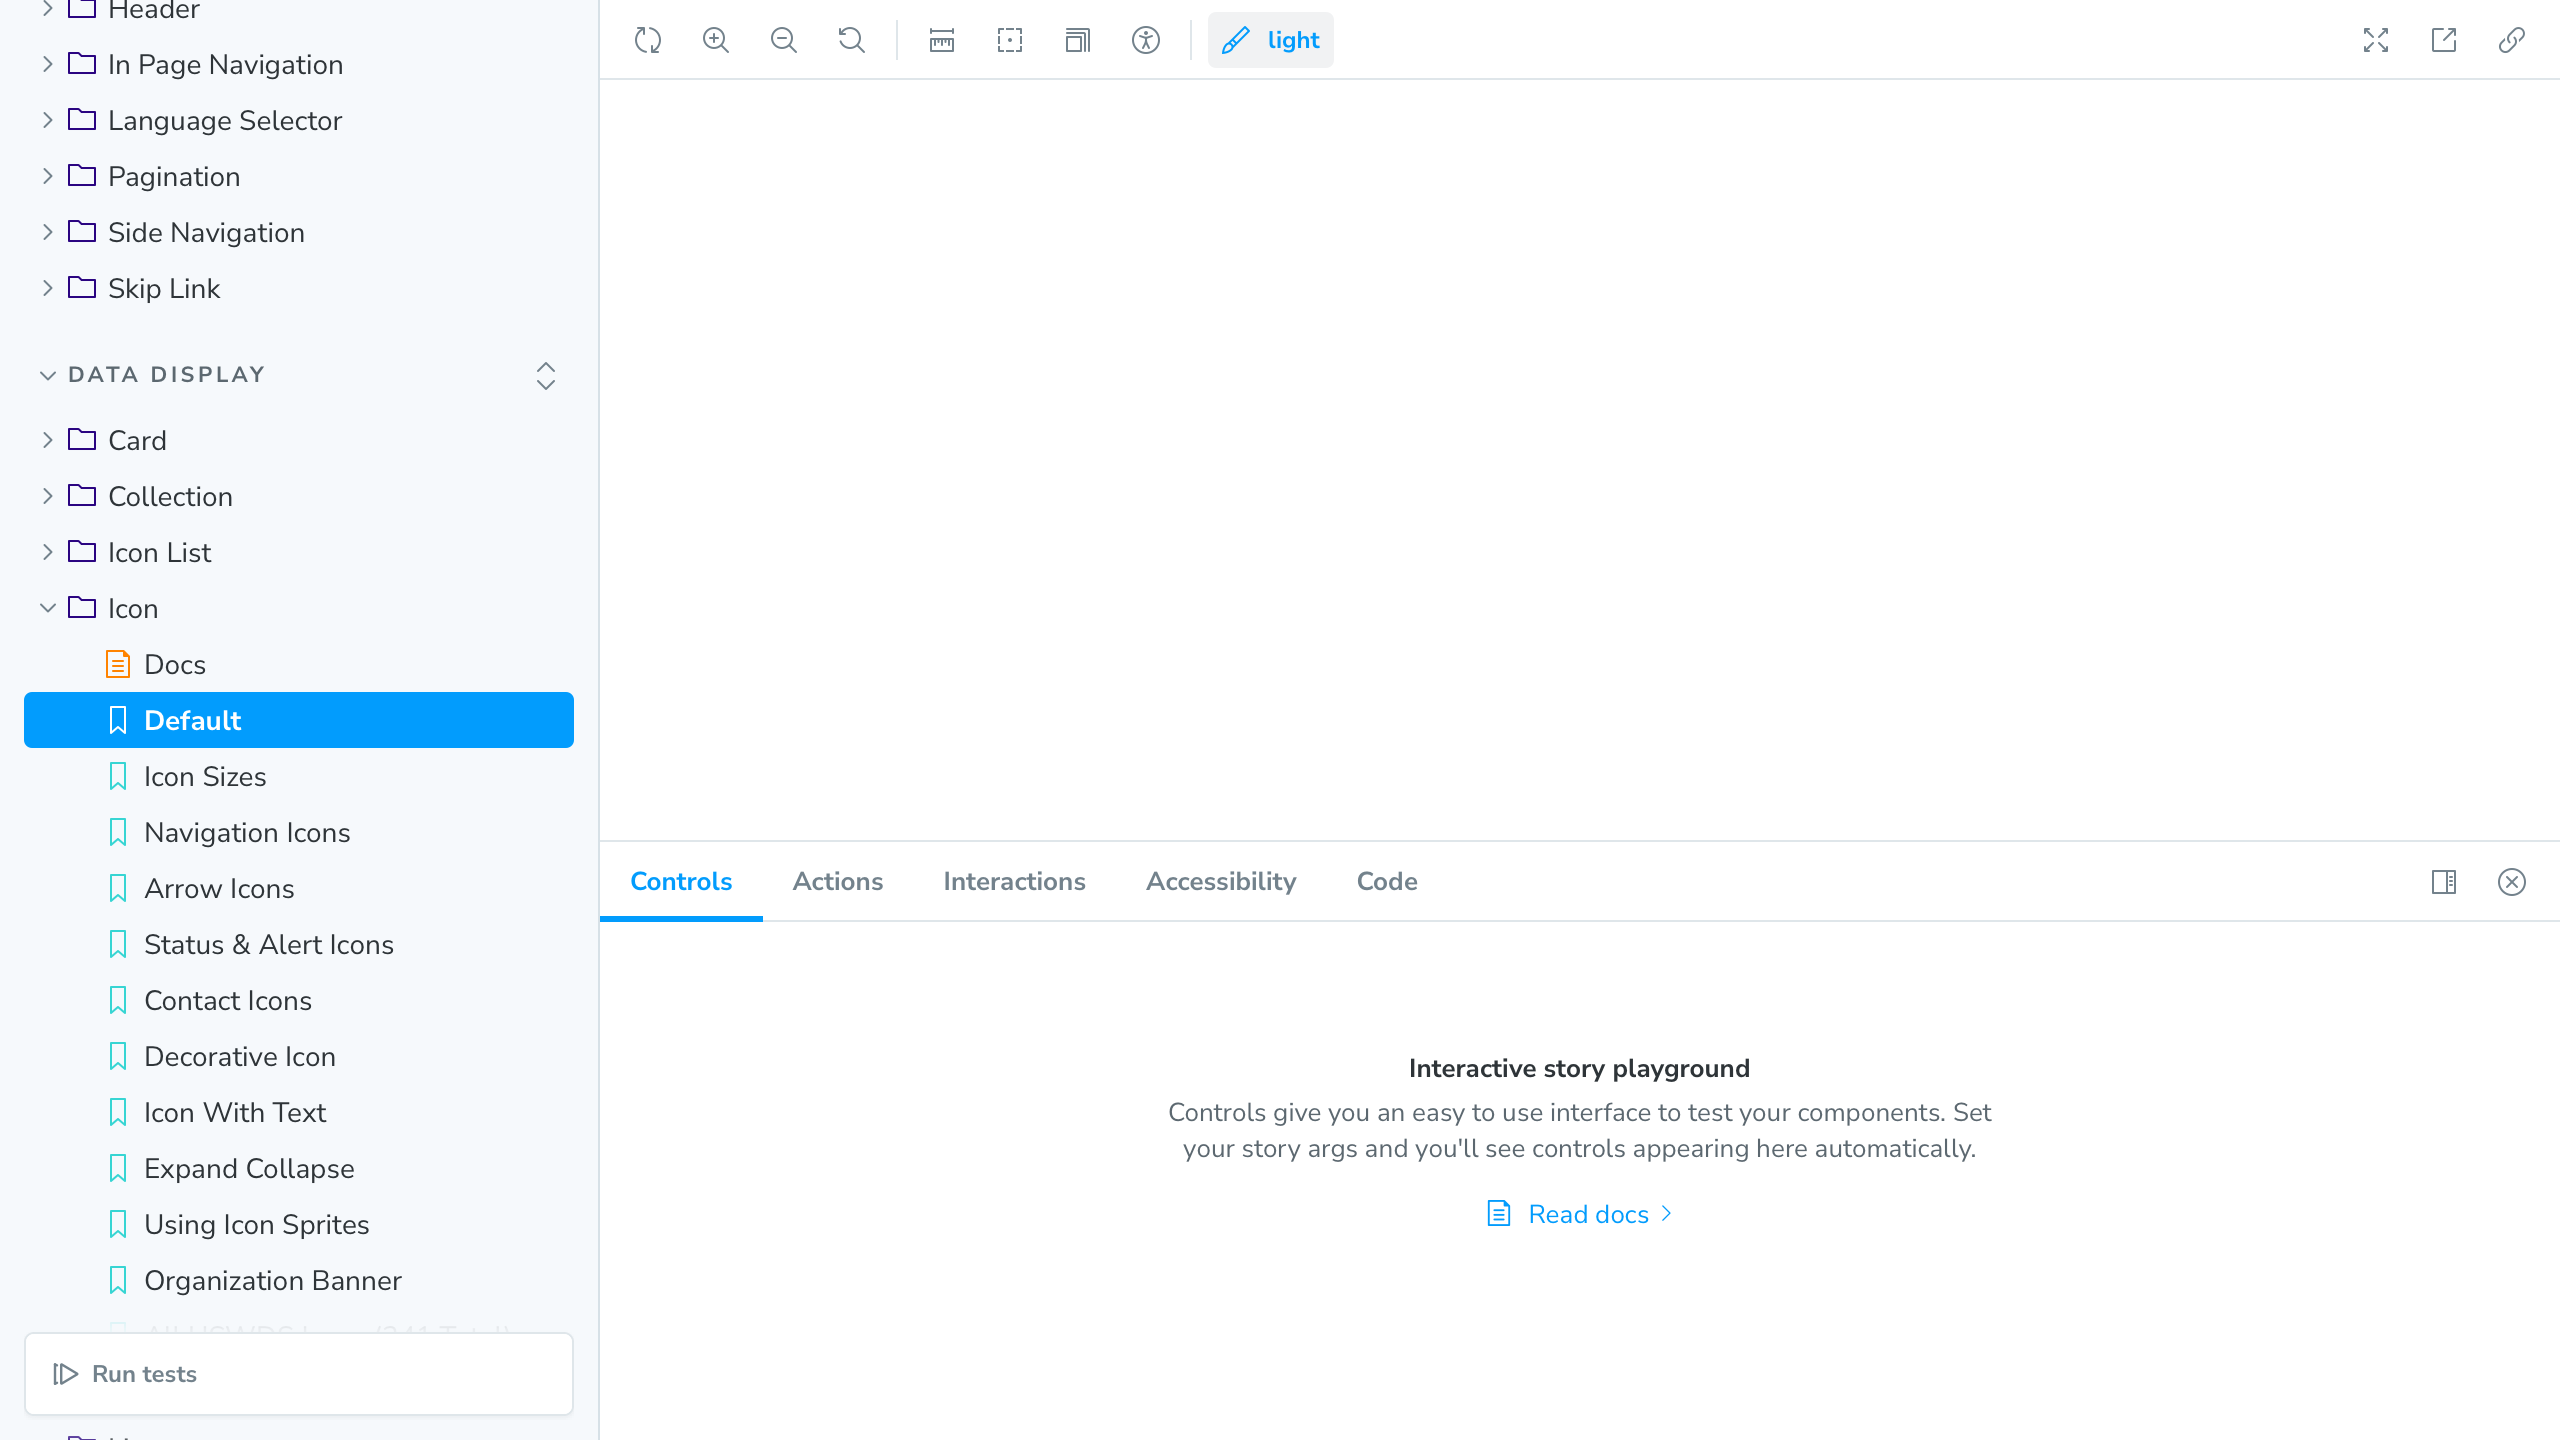 Header
In Page Navigation
Language Selector
Pagination
Side Navigation
Skip Link
DATA DISPLAY
Card
Collection
Icon List
Icon
Docs
Default
Icon Sizes
Navigation Icons
Arrow Icons
Status & Alert Icons
Contact Icons
Decorative Icon
Icon With Text
Expand Collapse
Using Icon Sprites
Organization Banner
Run tests
light
Controls
Actions
Interactions
Accessibility
Code
Interactive story playground
Controls give you an easy to use interface to test your components. Set
your story args and you'll see controls appearing here automatically.
Read docs